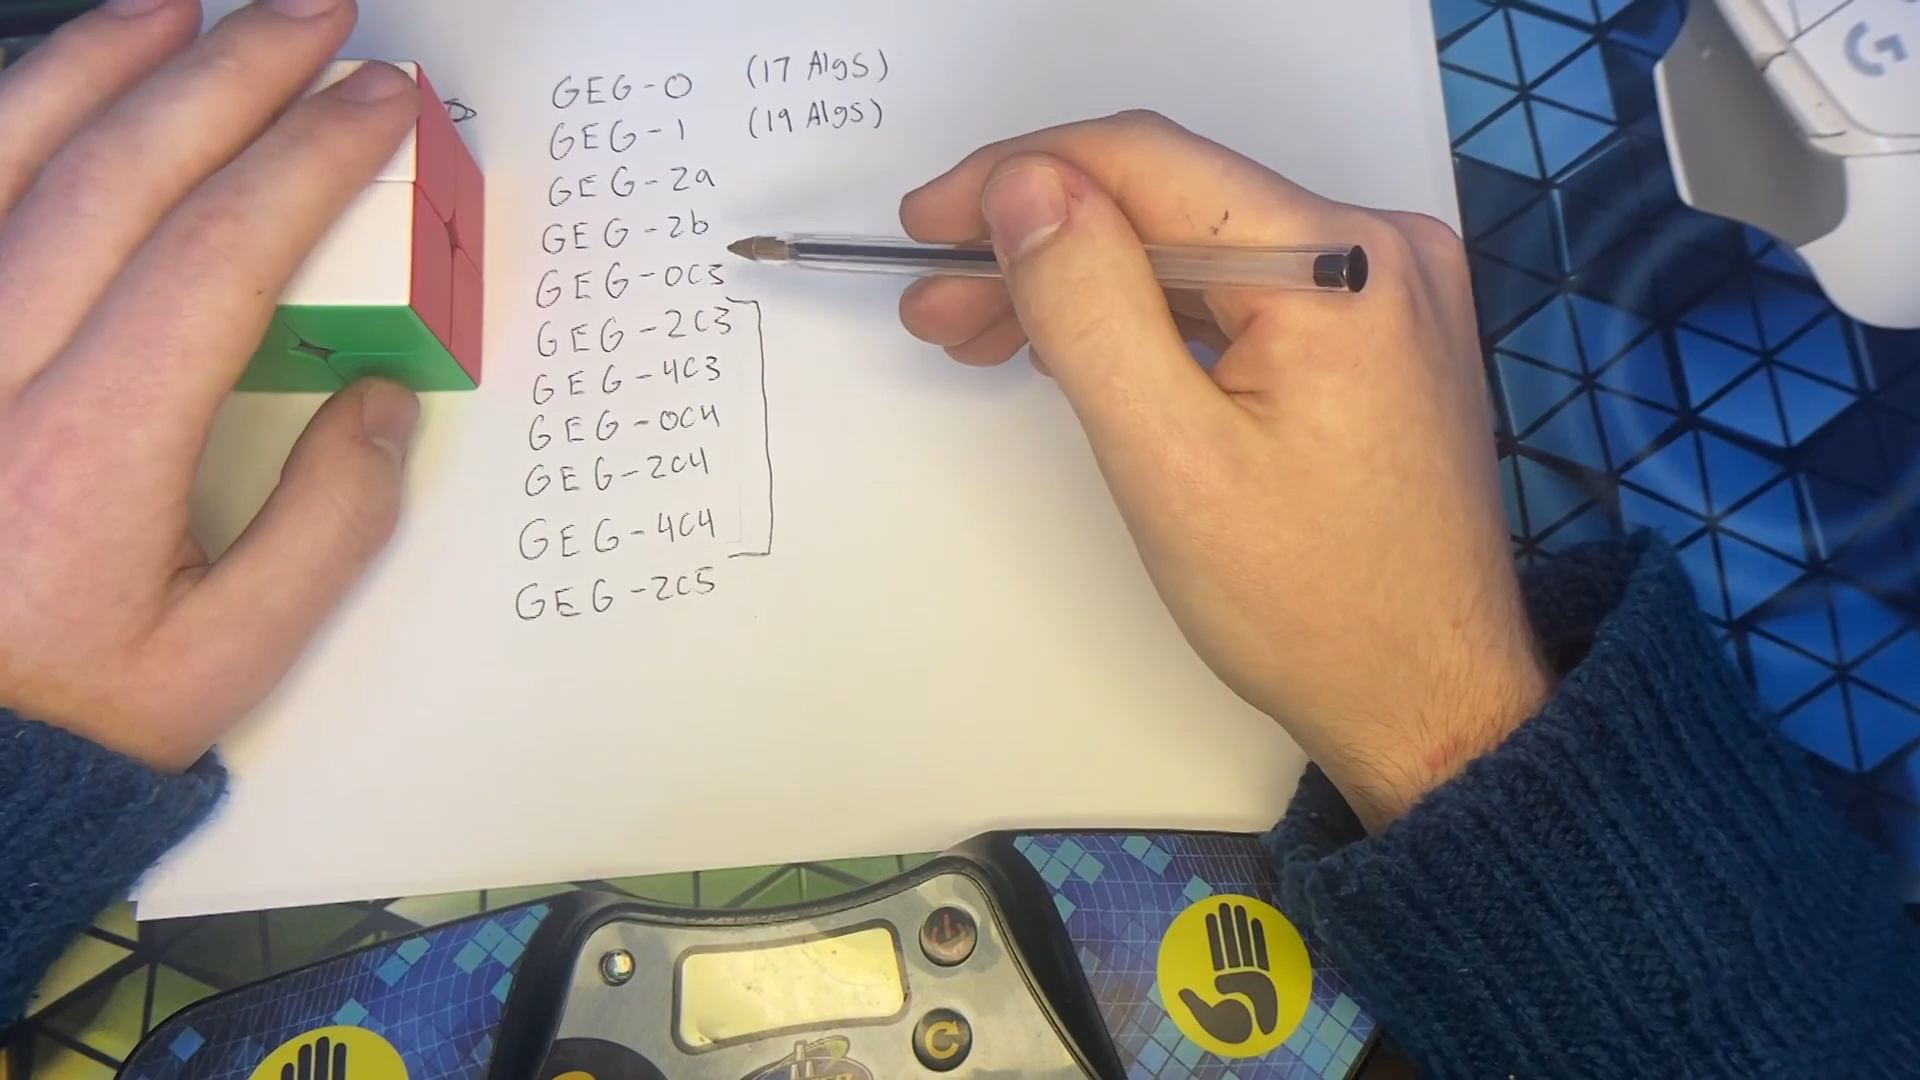 GEG-0 (17 Algs)
GEG-1 (19 Algs)
GEG-2a
GEG-2b
GEG-0C3
GEG-2C3
GEG-4C3
GEG-0C4
GEG-2C4
GEG-4C4
GEG-2C5